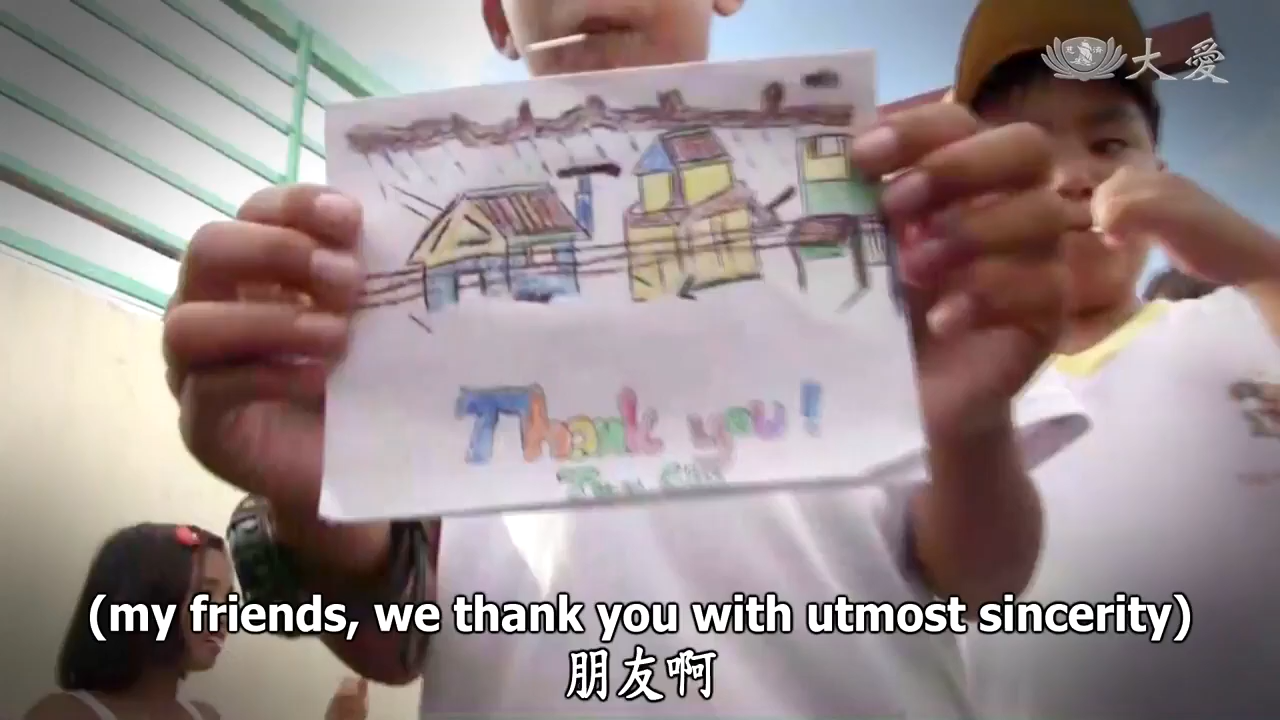 大愛
Thank you!
(my friends, we thank you with utmost sincerity)
朋友啊